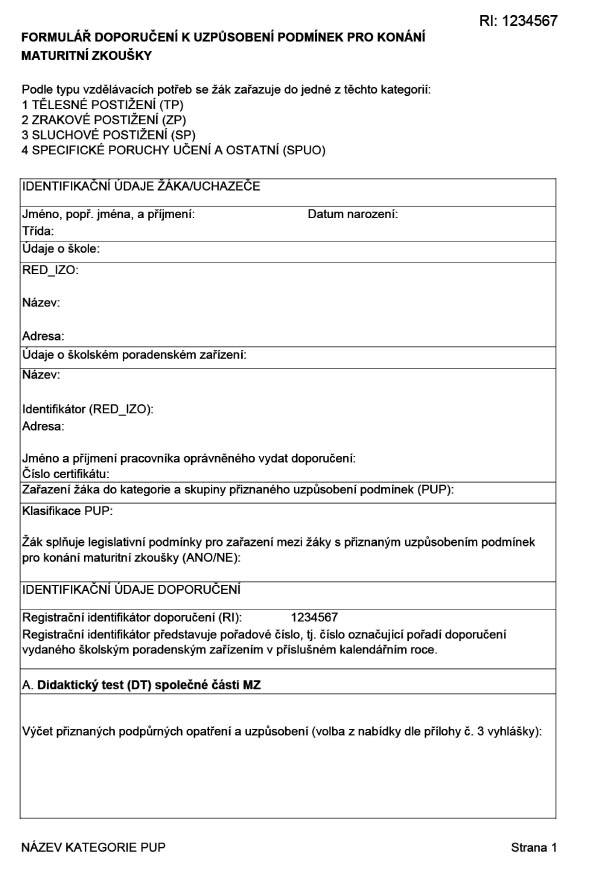 RI: 1234567
FORMULÁŘ DOPORUČENÍ K UZPŮSOBENÍ PODMÍNEK PRO KONÁNÍ
MATURITNÍ ZKOUŠKY
Podle typu vzdělávacích potřeb se žák zařazuje do jedné z těchto kategorií:
1 TĚLESNÉ POSTIŽENÍ (TP)
2 ZRAKOVÉ POSTIŽENÍ (ZP)
3 SLUCHOVÉ POSTIŽENÍ (SP)
4 SPECIFICKÉ PORUCHY UČENÍ A OSTATNÍ (SPUO)
IDENTIFIKAČNÍ ÚDAJE ŽÁKA/UCHAZEČE
Jméno, popř. jména, a příjmení: Datum narození:
Třída:
Údaje o škole:
RED_IZO:
Název:
Adresa:
Údaje o školském poradenském zařízení:
Název:
Identifikátor (RED_IZO):
Adresa:
Jméno a příjmení pracovníka oprávněného vydat doporučení:
Číslo certifikátu:
Zařazení žáka do kategorie a skupiny přiznaného uzpůsobení podmínek (PUP):
Klasifikace PUP:
Žák splňuje legislativní podmínky pro zařazení mezi žáky s přiznaným uzpůsobením podmínek
pro konání maturitní zkoušky (ANO/NE):
IDENTIFIKAČNÍ ÚDAJE DOPORUČENÍ
Registrační identifikátor doporučení (RI): 1234567
Registrační identifikátor představuje pořadové číslo, tj. číslo označující pořadí doporučení
vydaného školským poradenským zařízením v příslušném kalendářním roce.
A. Didaktický test (DT) společné části MZ
Výčet přiznaných podpůrných opatření a uzpůsobení (volba z nabídky dle přílohy č. 3 vyhlášky):
NÁZEV KATEGORIE PUP Strana 1